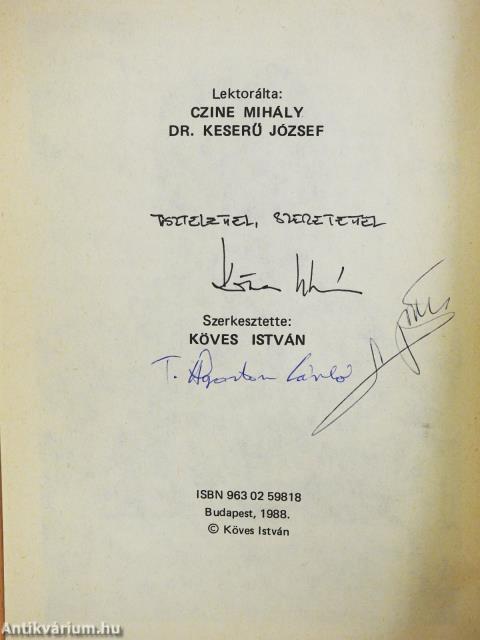 Lektorálta:
CZINE MIHÁLY
DR. KESERŰ JÓZSEF
TISZTELETTEL, SZERETETTEL
Szerkesztette:
KÖVES ISTVÁN
T. Ágoston László
ISBN 963 02 59818
Budapest, 1988.
© Köves István
Antikvárium.hu